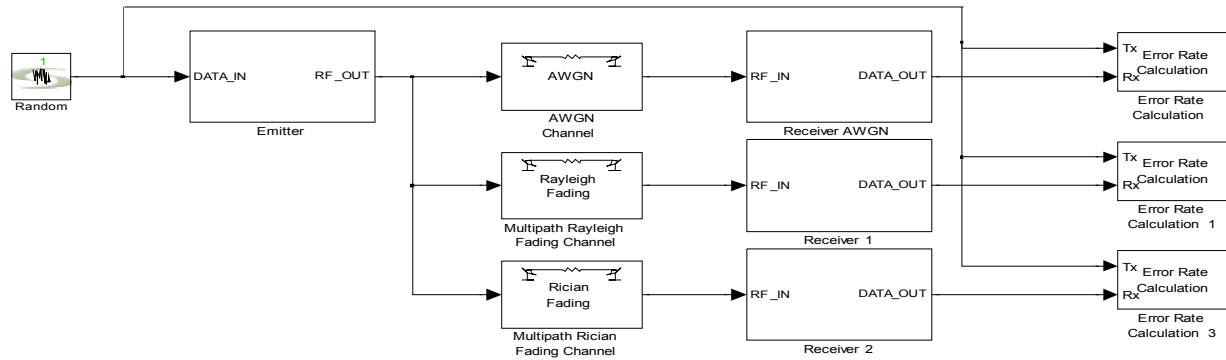 1
Random
DATA_IN
RF_OUT
Emitter
AWGN
AWGN
Channel
RF_IN
DATA_OUT
Receiver AWGN
Tx
Rx
Error Rate
Calculation
Error Rate
Calculation
Rayleigh
Fading
Multipath Rayleigh
Fading Channel
RF_IN
DATA_OUT
Receiver 1
Tx
Rx
Error Rate
Calculation
Error Rate
Calculation 1
Rician
Fading
Multipath Rician
Fading Channel
RF_IN
DATA_OUT
Receiver 2
Tx
Rx
Error Rate
Calculation
Error Rate
Calculation 3